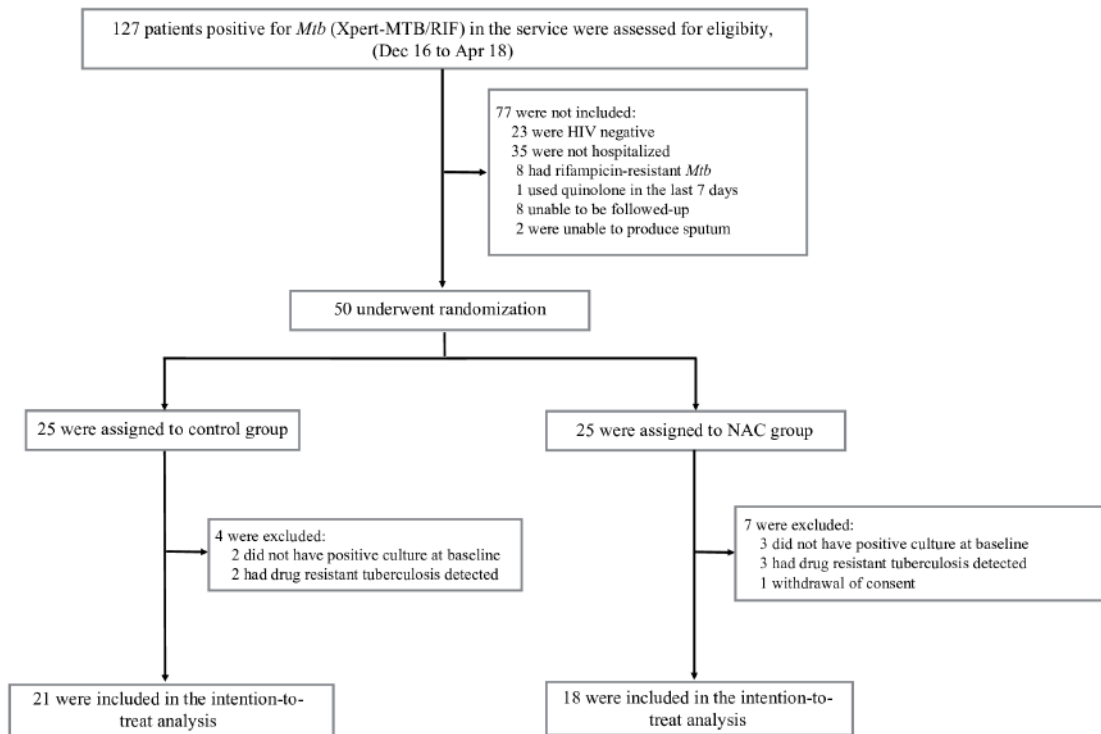 127 patients positive for Mtb (Xpert-MTB/RIF) in the service were assessed for eligibity,
(Dec 16 to Apr 18)
77 were not included:
23 were HIV negative
35 were not hospitalized
8 had rifampicin-resistant Mtb
1 used quinolone in the last 7 days
8 unable to be followed-up
2 were unable to produce sputum
50 underwent randomization
25 were assigned to control group
25 were assigned to NAC group
4 were excluded:
2 did not have positive culture at baseline
2 had drug resistant tuberculosis detected
7 were excluded:
3 did not have positive culture at baseline
3 had drug resistant tuberculosis detected
1 withdrawal of consent
21 were included in the intention-to-
treat analysis
18 were included in the intention-to-
treat analysis